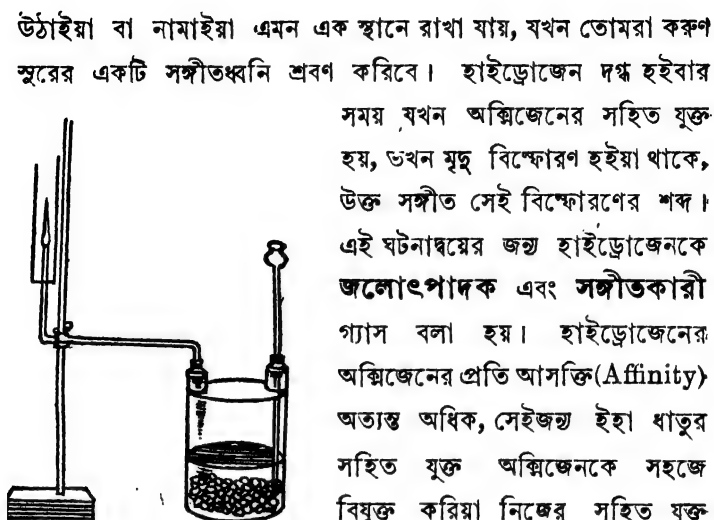 উঠাইয়া বা নামাইয়া এমন এক স্থানে রাখা যায়, যখন তোমরা করুণ
সুরের একটি সঙ্গীতধ্বনি শ্রবণ করিবে। হাইড্রোজেন দগ্ধ হইবার
সময় যখন অক্সিজেনের সহিত যুক্ত
হয়, তখন মৃদু বিস্ফোরণ হইয়া থাকে,
উক্ত সঙ্গীত সেই বিস্ফোরণের শব্দ।
এই ঘটনাদ্বয়ের জন্য হাইড্রোজেনকে
জলোৎপাদক এবং সঙ্গীতকারী
গ্যাস বলা হয়। হাইড্রোজেনের
অক্সিজেনের প্রতি আসক্তি (Affinity)
অত্যন্ত অধিক, সেইজন্য ইহা ধাতুর
সহিত যুক্ত অক্সিজেনকে সহজে
বিযুক্ত করিয়া নিজের সহিত যুক্ত